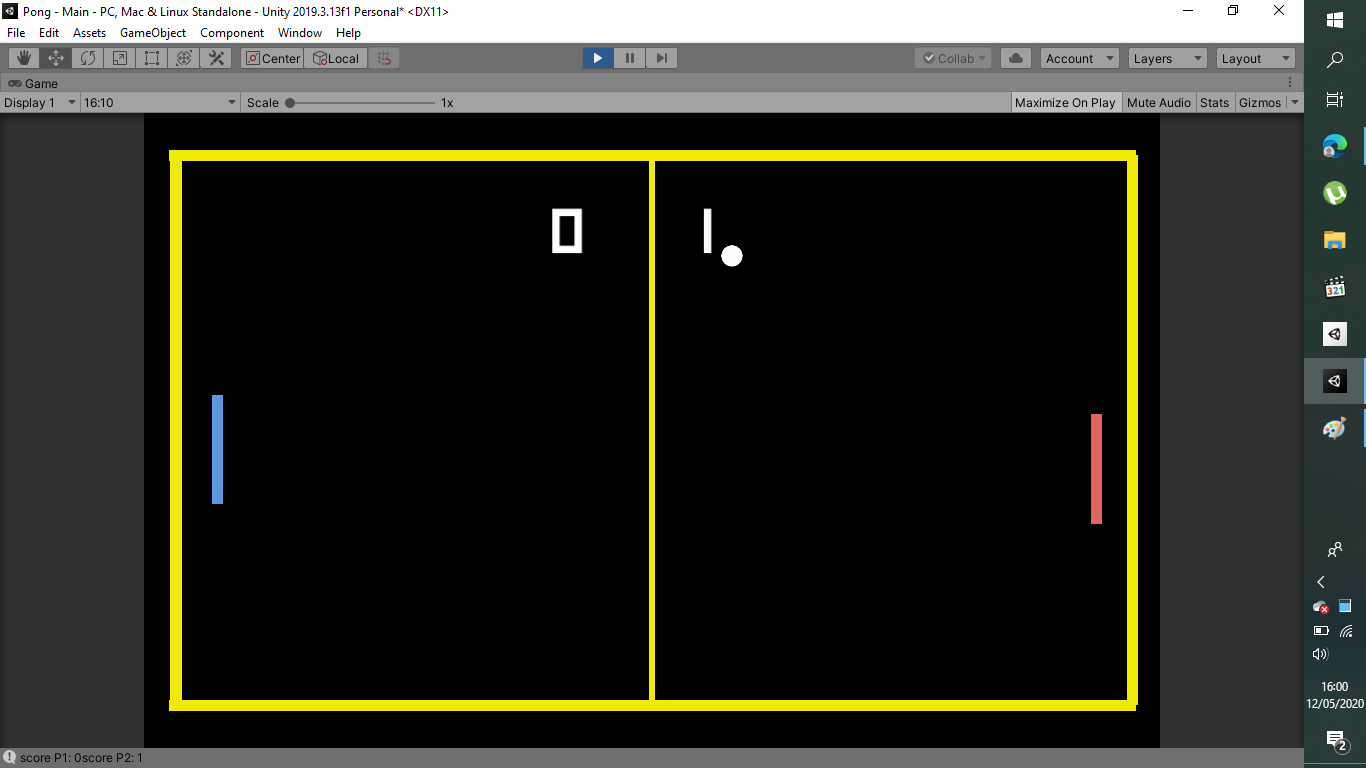 Pong - Main - PC, Mac & Linux Standalone - Unity 2019.3.13f1 Personal* <DX11>
File Edit Assets GameObject Component Window Help
Center Local Collab Account Layers Layout
Game
Display 1 16:10 Scale 1x Maximize On Play Mute Audio Stats Gizmos
0 1
321
16:00
12/05/2020
2
score P1: 0score P2: 1